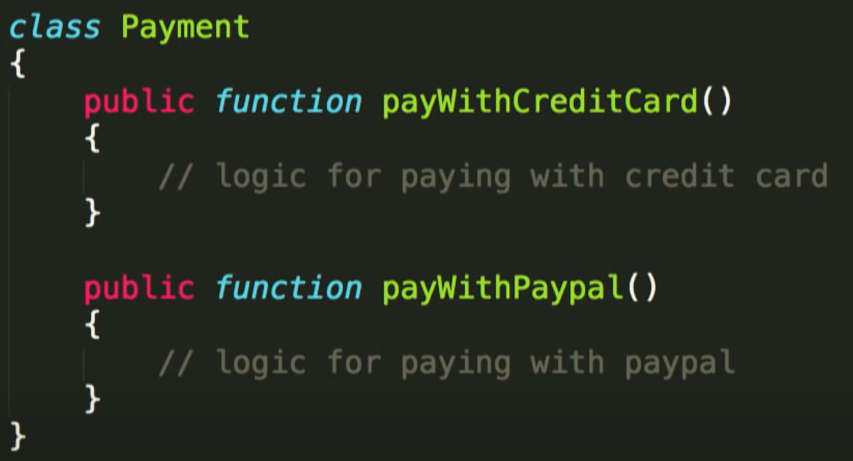 class Payment
{
    public function payWithCreditCard()
    {
        // logic for paying with credit card
    }

    public function payWithPaypal()
    {
        // logic for paying with paypal
    }
}